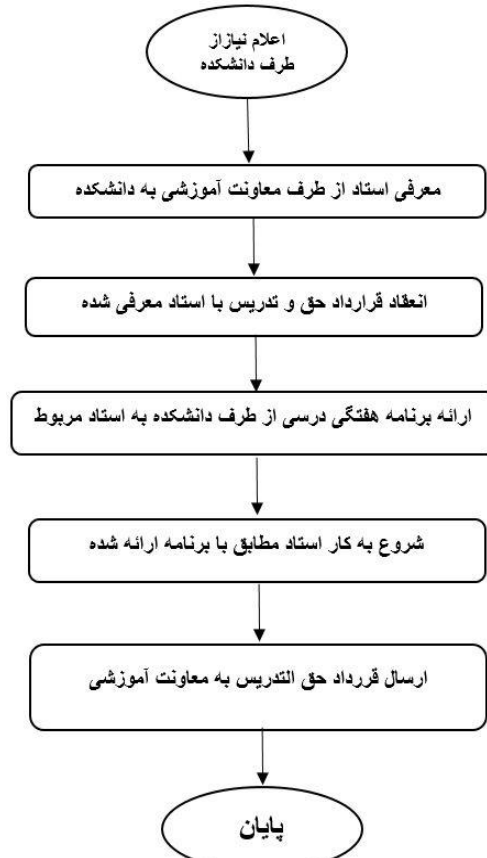 اعلام نیازاز
طرف دانشکده
معرفی استاد از طرف معاونت آموزشی به دانشکده
انعقاد قرارداد حق و تدریس با استاد معرفی شده
ارائه برنامه هفتگی درسی از طرف دانشکده به استاد مربوط
شروع به کار استاد مطابق با برنامه ارائه شده
ارسال قررداد حق التدریس به معاونت آموزشی
پایان